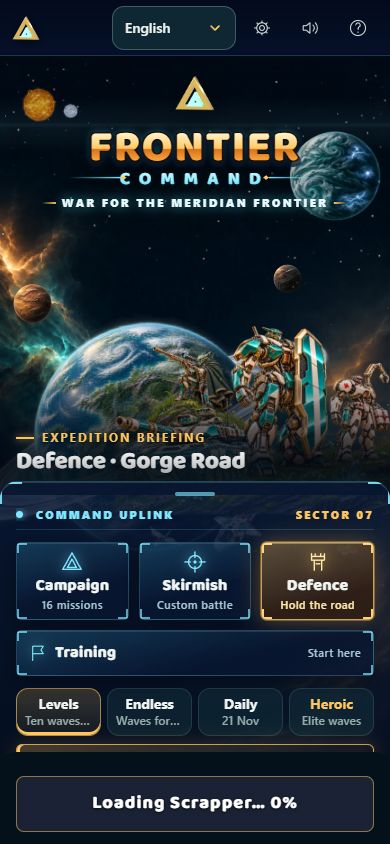 English
FRONTIER
COMMAND
WAR FOR THE MERIDIAN FRONTIER
EXPEDITION BRIEFING
Defence · Gorge Road
COMMAND UPLINK
SECTOR 07
Campaign
16 missions
Skirmish
Custom battle
Defence
Hold the road
Training
Start here
Levels
Ten waves...
Endless
Waves for...
Daily
21 Nov
Heroic
Elite waves
Loading Scrapper... 0%